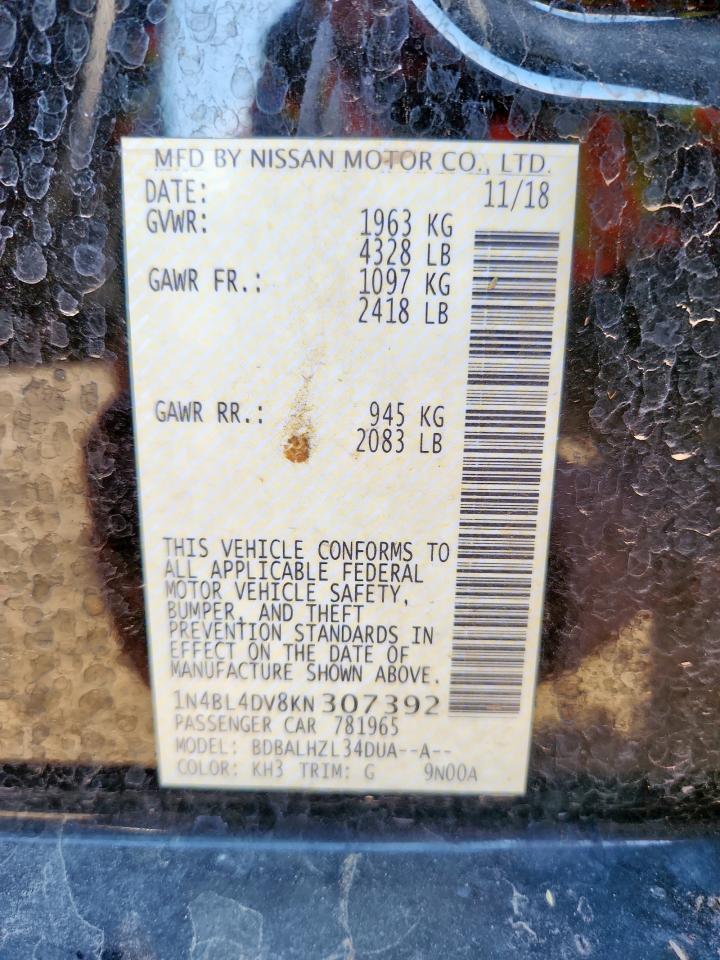 MFD BY NISSAN MOTOR CO., LTD.
DATE: 11/18
GVWR: 1963 KG
4328 LB
GAWR FR.: 1097 KG
2418 LB
GAWR RR.: 945 KG
2083 LB
THIS VEHICLE CONFORMS TO
ALL APPLICABLE FEDERAL
MOTOR VEHICLE SAFETY,
BUMPER, AND THEFT
PREVENTION STANDARDS IN
EFFECT ON THE DATE OF
MANUFACTURE SHOWN ABOVE.
1N4BL4DV8KN307392
PASSENGER CAR 781965
MODEL: BDBALHZL34DUA--A--
COLOR: KH3 TRIM: G 9N00A